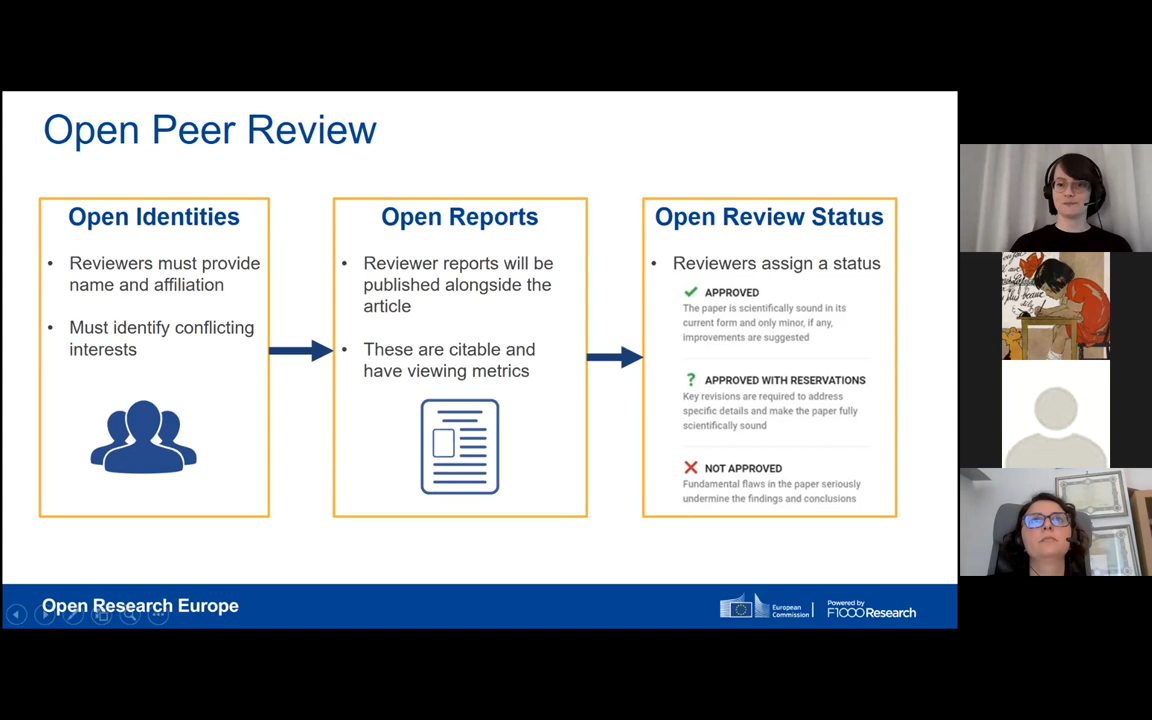 Open Peer Review
Open Identities
• Reviewers must provide
name and affiliation
• Must identify conflicting
interests
Open Reports
• Reviewer reports will be
published alongside the
article
• These are citable and
have viewing metrics
Open Review Status
• Reviewers assign a status
APPROVED
The paper is scientifically sound in its
current form and only minor, if any,
improvements are suggested
APPROVED WITH RESERVATIONS
Key revisions are required to address
specific details and make the paper fully
scientifically sound
NOT APPROVED
Fundamental flaws in the paper seriously
undermine the findings and conclusions
Open Research Europe
European
Commission
Powered by
F1000Research